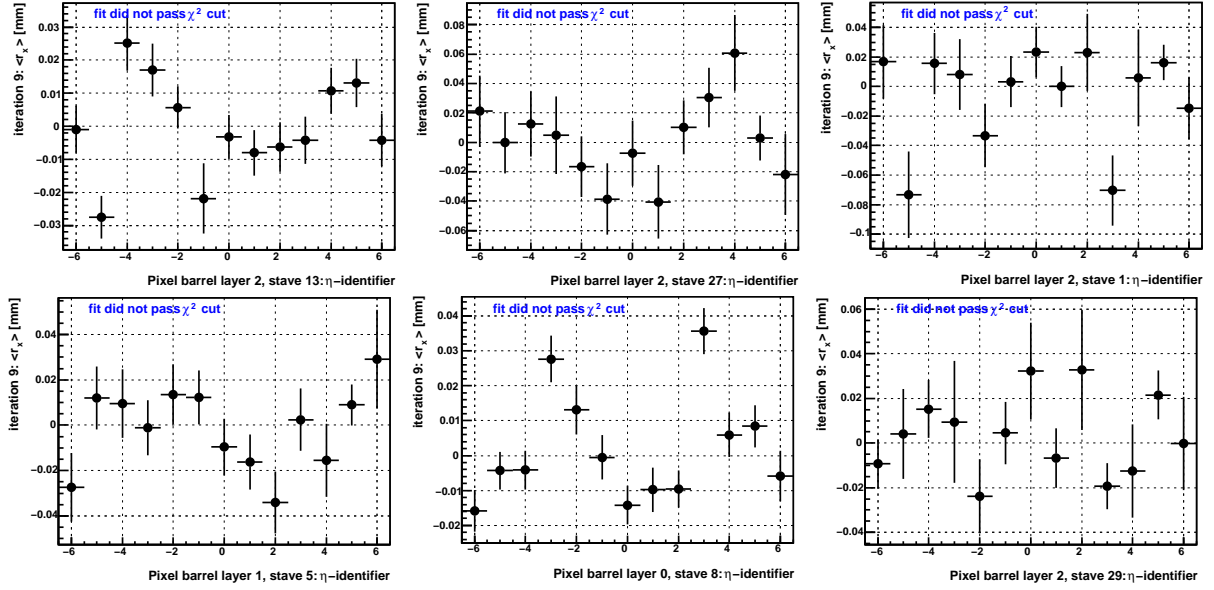 fit did not pass χ² cut
iteration 9: <r_x> [mm]
0.03
0.02
0.01
0
−0.01
−0.02
−0.03
−6 −4 −2 0 2 4 6
Pixel barrel layer 2, stave 13: η−identifier
fit did not pass χ² cut
iteration 9: <r_x> [mm]
0.08
0.06
0.04
0.02
0
−0.02
−0.04
−0.06
−6 −4 −2 0 2 4 6
Pixel barrel layer 2, stave 27: η−identifier
fit did not pass χ² cut
iteration 9: <r_x> [mm]
0.04
0.02
0
−0.02
−0.04
−0.06
−0.08
−0.1
−6 −4 −2 0 2 4 6
Pixel barrel layer 2, stave 1: η−identifier
fit did not pass χ² cut
iteration 9: <r_x> [mm]
0.04
0.02
0
−0.02
−0.04
−6 −4 −2 0 2 4 6
Pixel barrel layer 1, stave 5: η−identifier
fit did not pass χ² cut
iteration 9: <r_x> [mm]
0.04
0.03
0.02
0.01
0
−0.01
−0.02
−6 −4 −2 0 2 4 6
Pixel barrel layer 0, stave 8: η−identifier
fit did not pass χ² cut
iteration 9: <r_x> [mm]
0.06
0.04
0.02
0
−0.02
−0.04
−6 −4 −2 0 2 4 6
Pixel barrel layer 2, stave 29: η−identifier